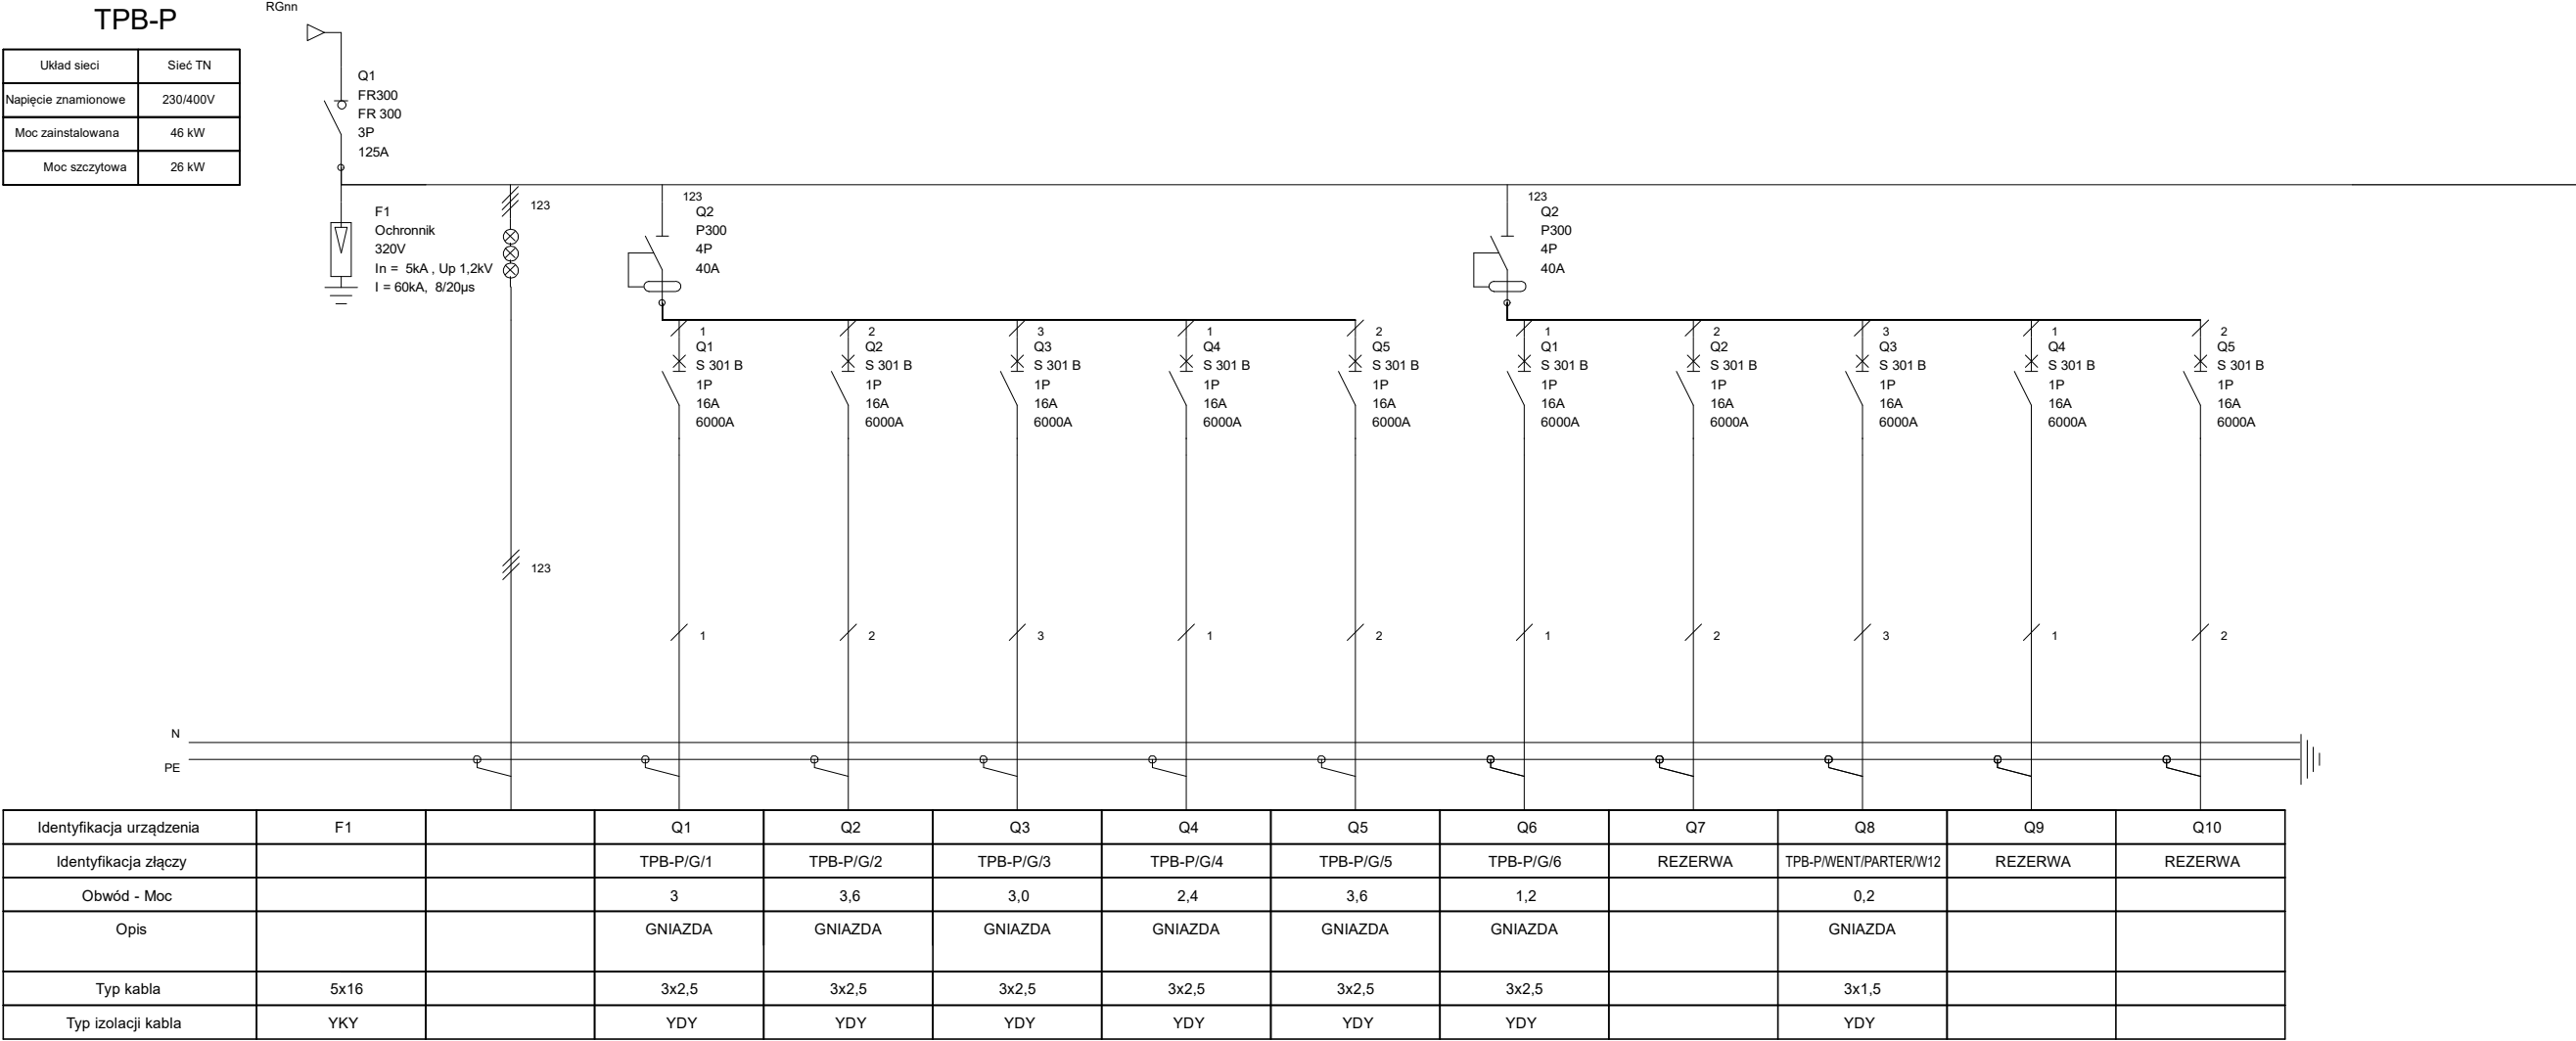 TPB-P
RGnn
Układ sieci Sieć TN
Napięcie znamionowe 230/400V
Moc zainstalowana 46 kW
Moc szczytowa 26 kW
Q1
FR300
FR 300
3P
125A
F1
Ochronnik
320V
In = 5kA , Up 1,2kV
I = 60kA, 8/20µs
123
123
123
Q2
P300
4P
40A
123
Q2
P300
4P
40A
1
Q1
S 301 B
1P
16A
6000A
2
Q2
S 301 B
1P
16A
6000A
3
Q3
S 301 B
1P
16A
6000A
1
Q4
S 301 B
1P
16A
6000A
2
Q5
S 301 B
1P
16A
6000A
1
Q1
S 301 B
1P
16A
6000A
2
Q2
S 301 B
1P
16A
6000A
3
Q3
S 301 B
1P
16A
6000A
1
Q4
S 301 B
1P
16A
6000A
2
Q5
S 301 B
1P
16A
6000A
1 2 3 1 2 1 2 3 1 2
N
PE
Identyfikacja urządzenia F1 Q1 Q2 Q3 Q4 Q5 Q6 Q7 Q8 Q9 Q10
Identyfikacja złączy TPB-P/G/1 TPB-P/G/2 TPB-P/G/3 TPB-P/G/4 TPB-P/G/5 TPB-P/G/6 REZERWA TPB-P/WENT/PARTER/W12 REZERWA REZERWA
Obwód - Moc 3 3,6 3,0 2,4 3,6 1,2 0,2
Opis GNIAZDA GNIAZDA GNIAZDA GNIAZDA GNIAZDA GNIAZDA GNIAZDA
Typ kabla 5x16 3x2,5 3x2,5 3x2,5 3x2,5 3x2,5 3x2,5 3x1,5
Typ izolacji kabla YKY YDY YDY YDY YDY YDY YDY YDY